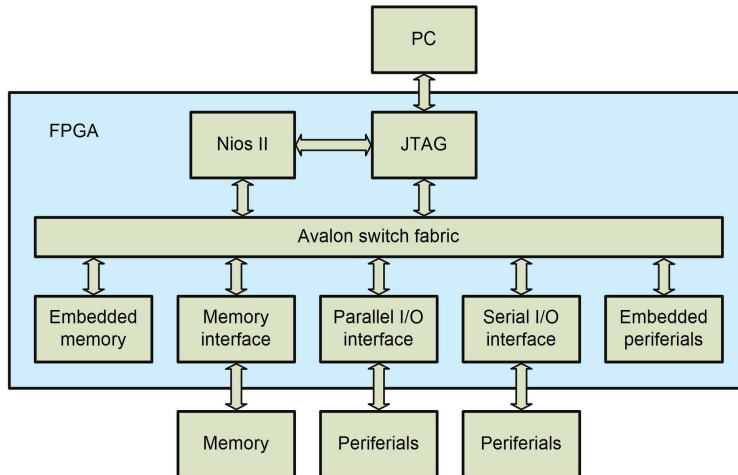 PC
FPGA
Nios II
JTAG
Avalon switch fabric
Embedded
memory
Memory
interface
Parallel I/O
interface
Serial I/O
interface
Embedded
periferials
Memory
Periferials
Periferials